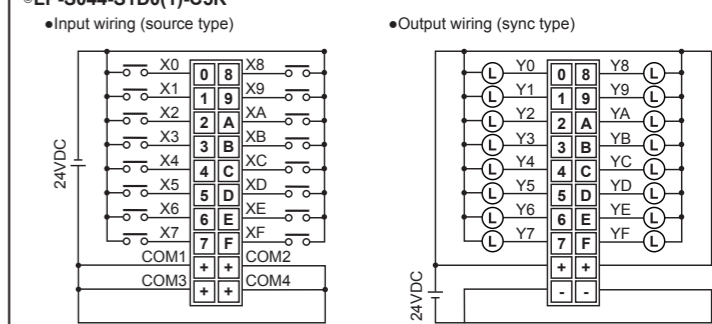 ●Input wiring (source type)
X0 0 8 X8
X1 1 9 X9
X2 2 A XA
X3 3 B XB
X4 4 C XC
X5 5 D XD
X6 6 E XE
X7 7 F XF
COM1 + + COM2
COM3 + + COM4
24VDC
●Output wiring (sync type)
L Y0 0 8 Y8 L
L Y1 1 9 Y9 L
L Y2 2 A YA L
L Y3 3 B YB L
L Y4 4 C YC L
L Y5 5 D YD L
L Y6 6 E YE L
L Y7 7 F YF L
+ +
- -
24VDC